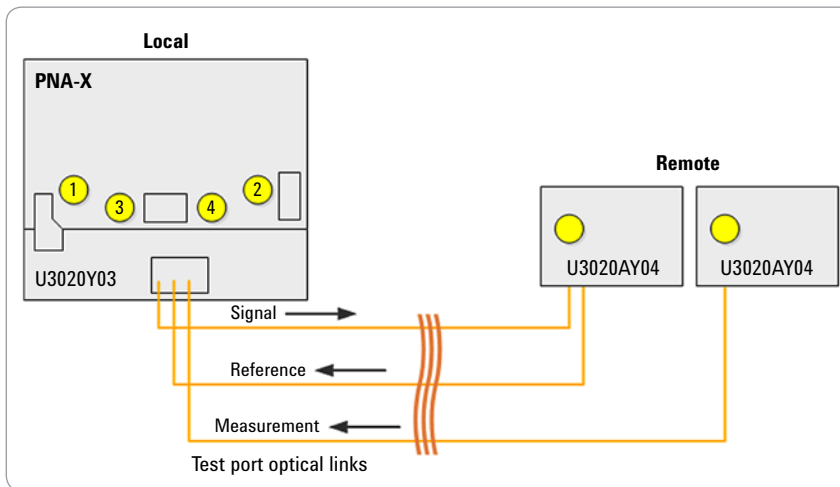 Local
PNA-X
1
2
3
4
Remote
U3020Y03
U3020AY04
U3020AY04
Signal
Reference
Measurement
Test port optical links